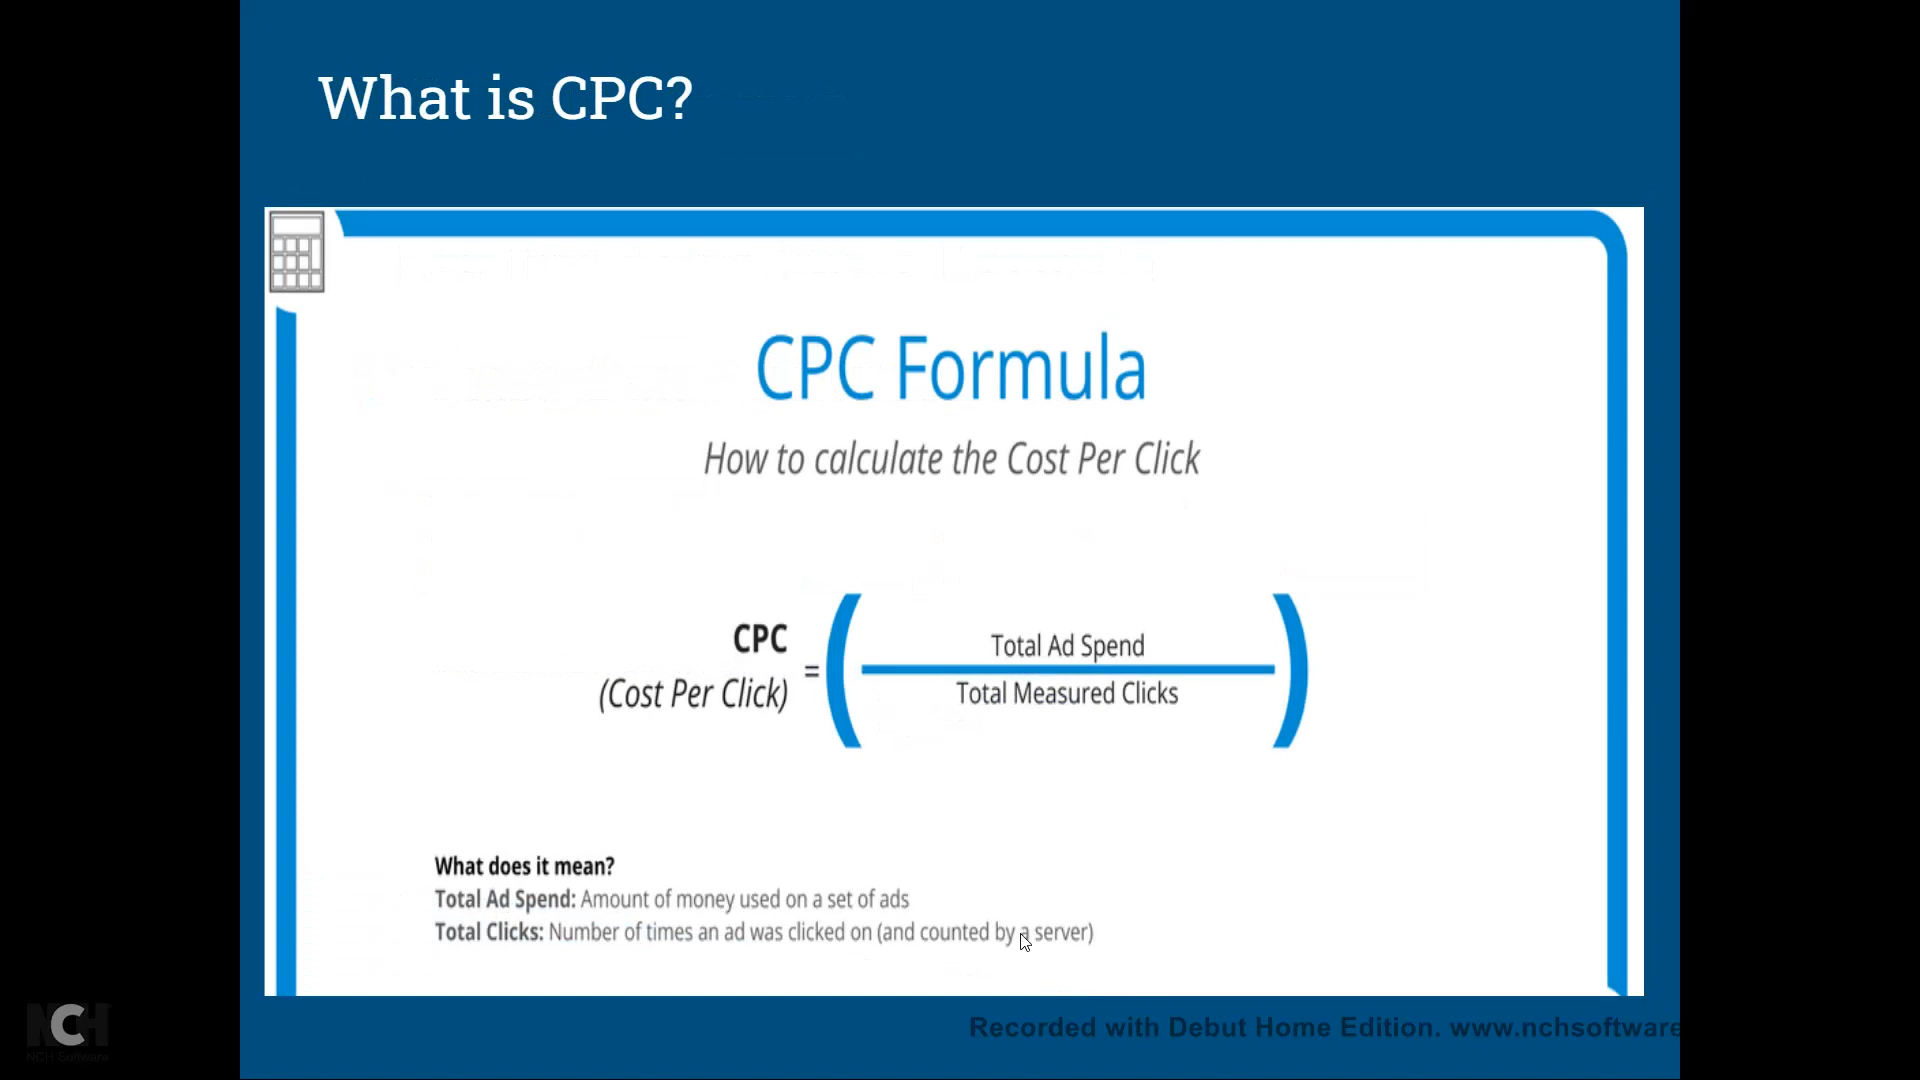 What is CPC?
CPC Formula
How to calculate the Cost Per Click
CPC
(Cost Per Click)
=
Total Ad Spend
Total Measured Clicks
What does it mean?
Total Ad Spend: Amount of money used on a set of ads
Total Clicks: Number of times an ad was clicked on (and counted by a server)
NCH
NCH Software
Recorded with Debut Home Edition. www.nchsoftware